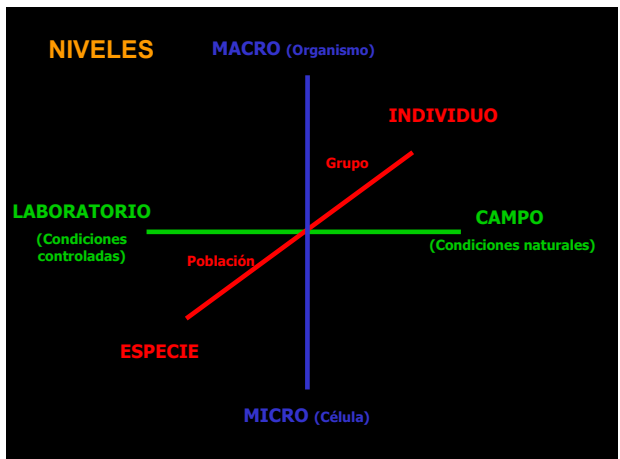 NIVELES
MACRO (Organismo)
INDIVIDUO
Grupo
LABORATORIO
(Condiciones
controladas)
CAMPO
(Condiciones naturales)
Población
ESPECIE
MICRO (Célula)